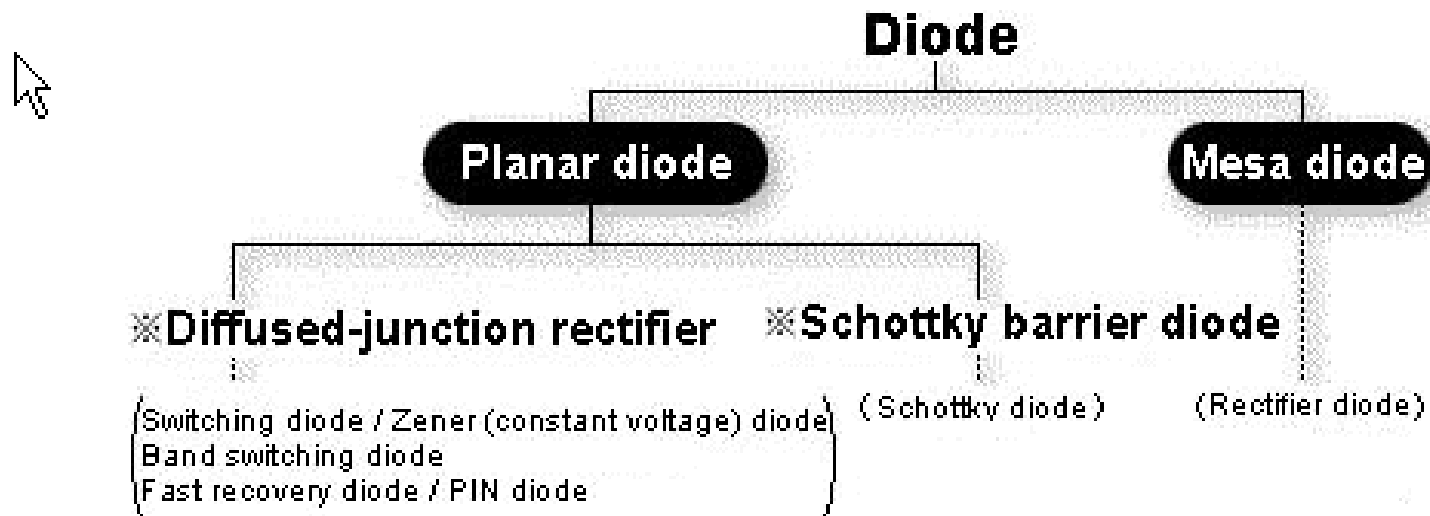 Diode
Planar diode
Mesa diode
※Diffused-junction rectifier
※Schottky barrier diode
(Switching diode / Zener (constant voltage) diode
Band switching diode
Fast recovery diode / PIN diode)
(Schottky diode)
(Rectifier diode)